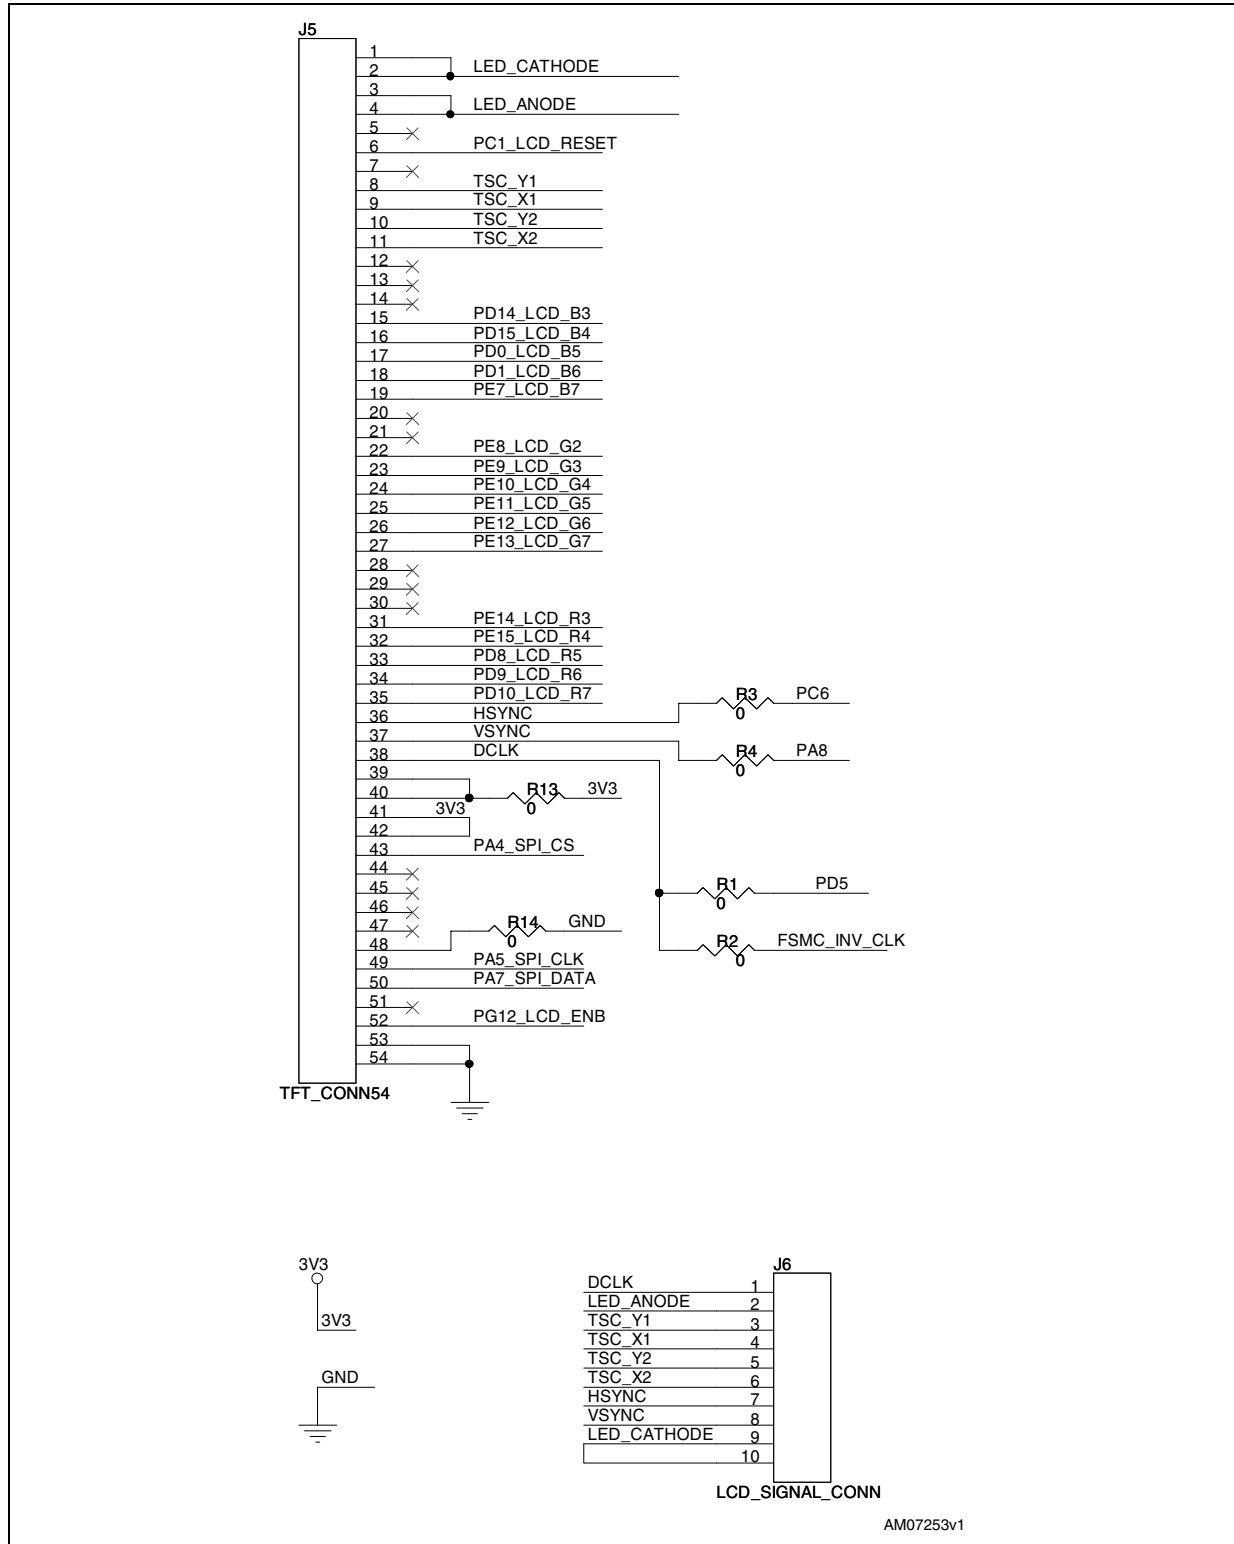 J5
1
2 LED_CATHODE
3
4 LED_ANODE
5
6 PC1_LCD_RESET
7
8 TSC_Y1
9 TSC_X1
10 TSC_Y2
11 TSC_X2
12
13
14
15 PD14_LCD_B3
16 PD15_LCD_B4
17 PD0_LCD_B5
18 PD1_LCD_B6
19 PE7_LCD_B7
20
21
22 PE8_LCD_G2
23 PE9_LCD_G3
24 PE10_LCD_G4
25 PE11_LCD_G5
26 PE12_LCD_G6
27 PE13_LCD_G7
28
29
30
31 PE14_LCD_R3
32 PE15_LCD_R4
33 PD8_LCD_R5
34 PD9_LCD_R6
35 PD10_LCD_R7
R3 PC6
0
36 HSYNC
37 VSYNC
38 DCLK
R4 PA8
0
39
40
R13 3V3
0
41 3V3
42
43 PA4_SPI_CS
44
45
R1 PD5
0
46
47
R14 GND
0
48
R2 FSMC_INV_CLK
0
49 PA5_SPI_CLK
50 PA7_SPI_DATA
51
52 PG12_LCD_ENB
53
54
TFT_CONN54
3V3
3V3
GND
J6
DCLK 1
LED_ANODE 2
TSC_Y1 3
TSC_X1 4
TSC_Y2 5
TSC_X2 6
HSYNC 7
VSYNC 8
LED_CATHODE 9
10
LCD_SIGNAL_CONN
AM07253v1